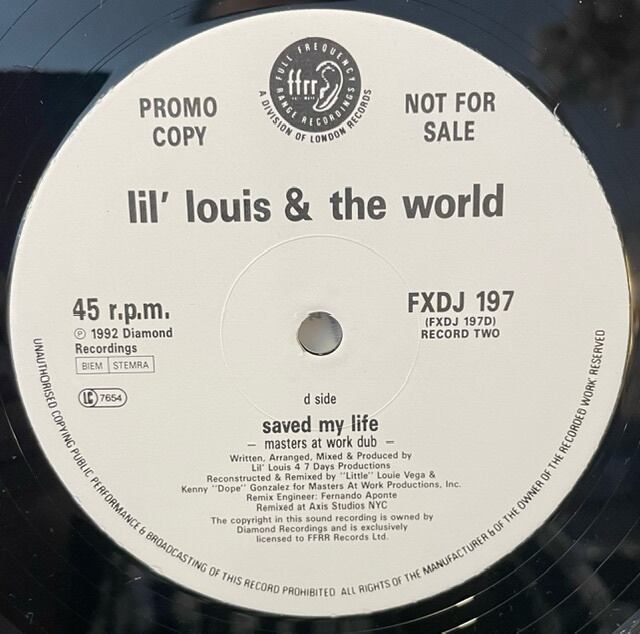 FULL FREQUENCY
ffrr
RANGE RECORDINGS
A DIVISION OF LONDON RECORDS
PROMO
COPY
NOT FOR
SALE
lil' louis & the world
45 r.p.m.
℗ 1992 Diamond
Recordings
BIEM STEMRA
LC 7654
FXDJ 197
(FXDJ 197D)
RECORD TWO
d side
saved my life
– masters at work dub –
Written, Arranged, Mixed & Produced by
Lil' Louis 4 7 Days Productions
Reconstructed & Remixed by ''Little'' Louie Vega &
Kenny ''Dope'' Gonzalez for Masters At Work Productions, Inc.
Remix Engineer: Fernando Aponte
Remixed at Axis Studios NYC
The copyright in this sound recording is owned by
Diamond Recordings and is exclusively
licensed to FFRR Records Ltd.
UNAUTHORISED COPYING PUBLIC PERFORMANCE & BROADCASTING OF THIS RECORD PROHIBITED ALL RIGHTS OF THE MANUFACTURER & OF THE OWNER OF THE RECORDED WORK RESERVED